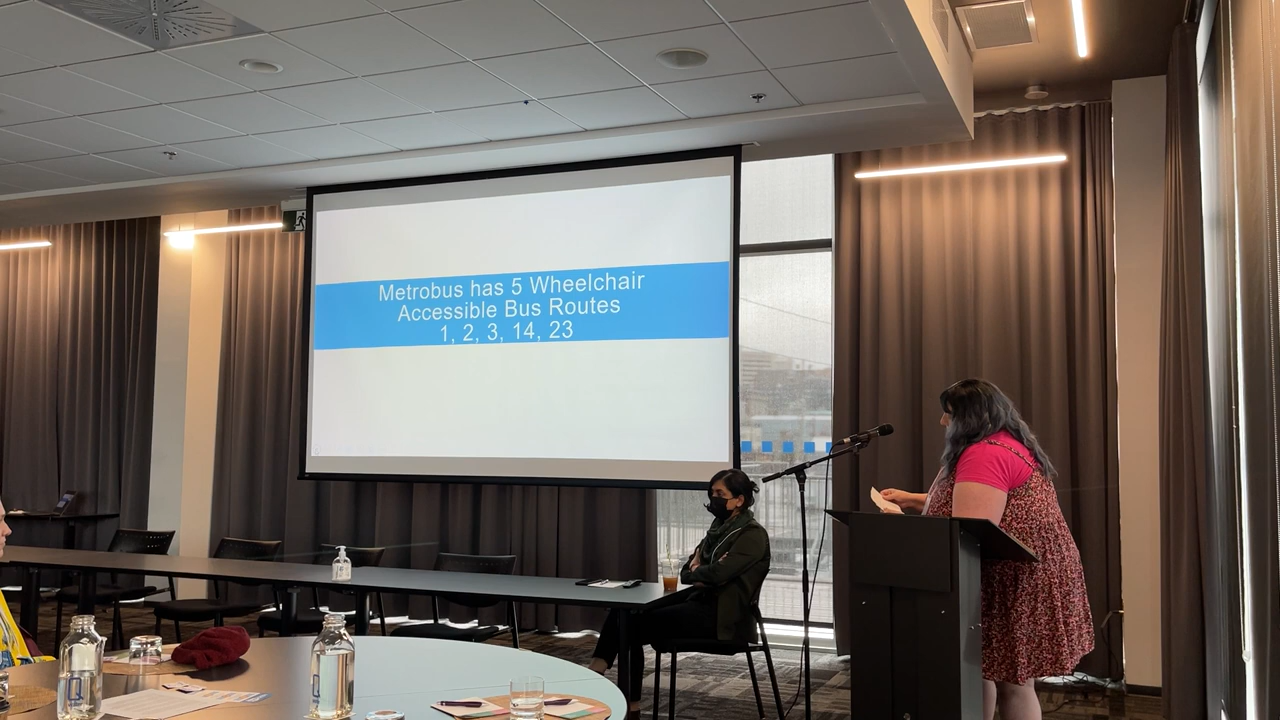 Metrobus has 5 Wheelchair
Accessible Bus Routes
1, 2, 3, 14, 23